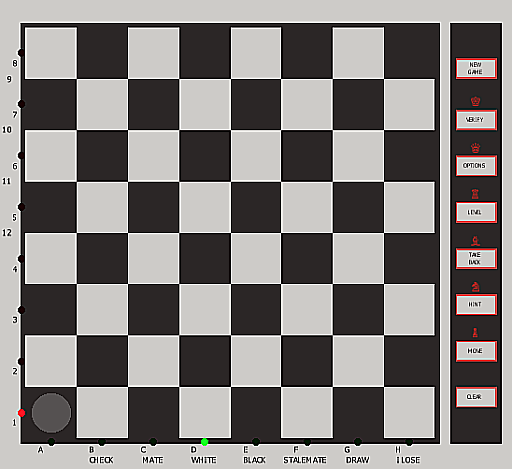 8
9
7
10
6
11
5
12
4
3
2
1
A B C D E F G H
CHECK MATE WHITE BLACK STALEMATE DRAW I LOSE
NEW
GAME
VERIFY
OPTIONS
LEVEL
TAKE
BACK
HINT
MOVE
CLEAR